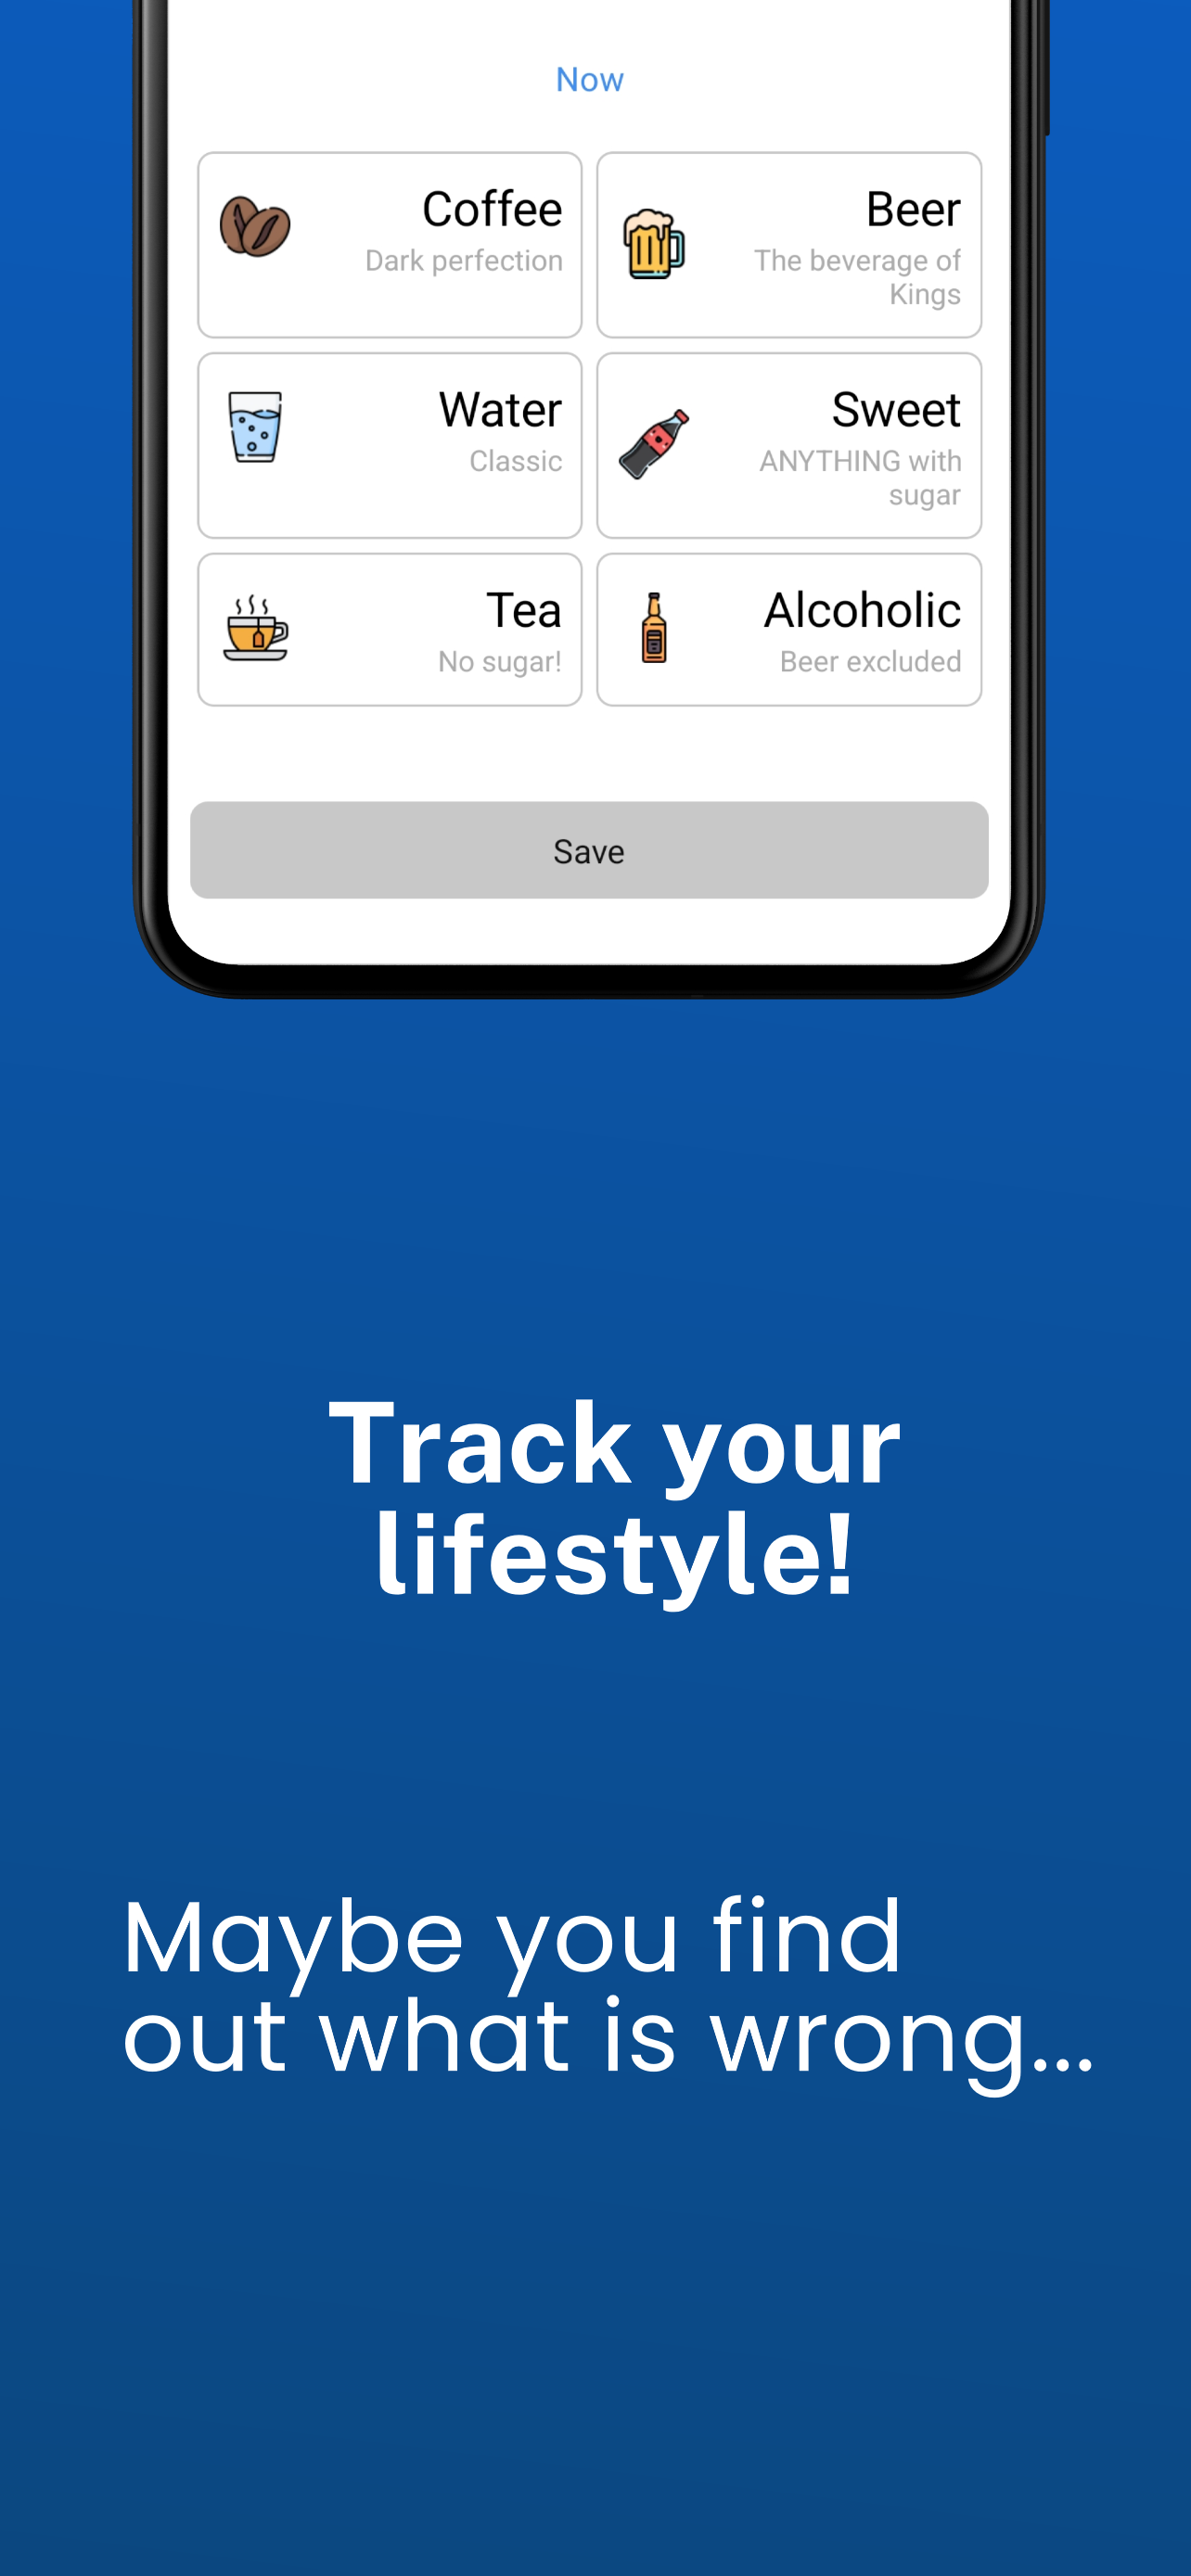 Now
Coffee
Dark perfection
Beer
The beverage of
Kings
Water
Classic
Sweet
ANYTHING with
sugar
Tea
No sugar!
Alcoholic
Beer excluded
Save
Track your
lifestyle!
Maybe you find
out what is wrong...